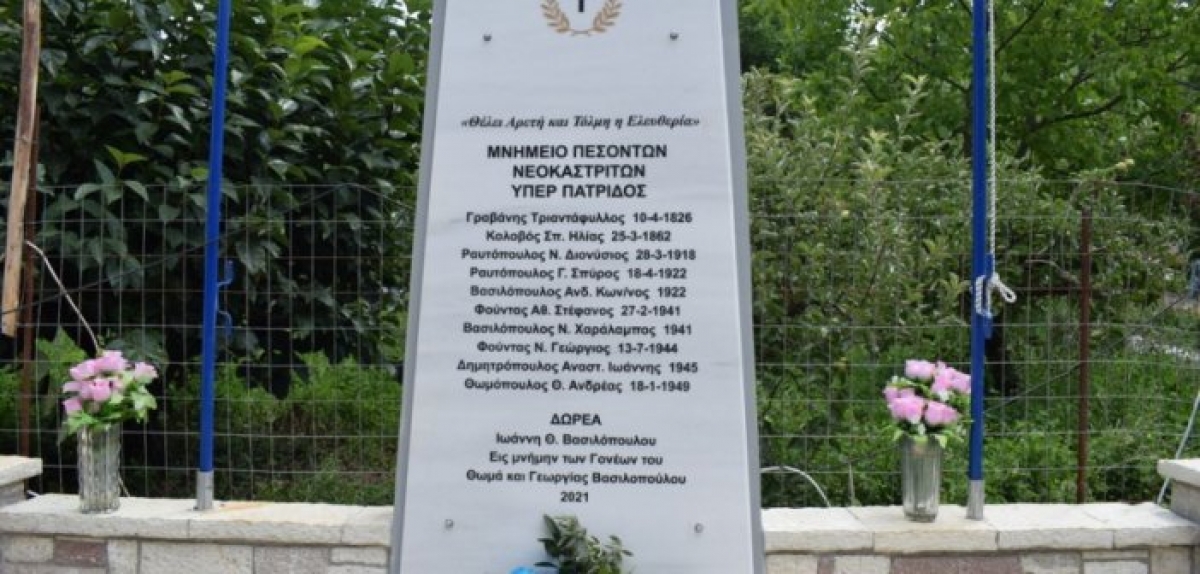 «Θέλει Αρετή και Τόλμη η Ελευθερία»
ΜΝΗΜΕΙΟ ΠΕΣΟΝΤΩΝ
ΝΕΟΚΑΣΤΡΙΤΩΝ
ΥΠΕΡ ΠΑΤΡΙΔΟΣ
Γραβάνης Τριαντάφυλλος 10-4-1826
Κολοβός Σπ. Ηλίας 25-3-1862
Ραυτόπουλος Ν. Διονύσιος 28-3-1918
Ραυτόπουλος Γ. Σπύρος 18-4-1922
Βασιλόπουλος Ανδ. Κων/νος 1922
Φούντας Αθ. Στέφανος 27-2-1941
Βασιλόπουλος Ν. Χαράλαμπος 1941
Φούντας Ν. Γεώργιος 13-7-1944
Δημητρόπουλος Αναστ. Ιωάννης 1945
Θωμόπουλος Θ. Ανδρέας 18-1-1949
ΔΩΡΕΑ
Ιωάννη Θ. Βασιλόπουλου
Εις μνήμην των Γονέων του
Θωμά και Γεωργίας Βασιλοπούλου
2021